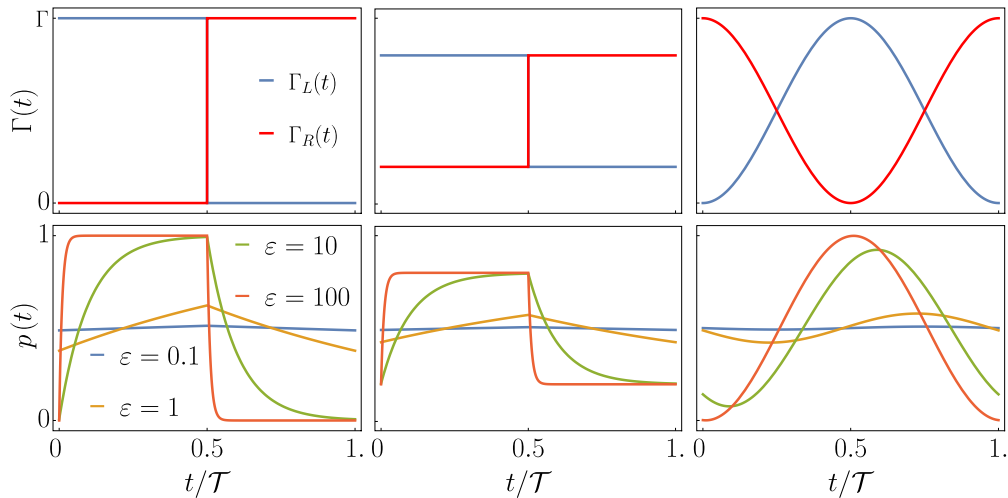 Γ
Γ(t)
0
Γ_L(t)
Γ_R(t)
1
p(t)
0
ε = 10
ε = 100
ε = 0.1
ε = 1
0 0.5 1. 0 0.5 1. 0 0.5 1.
t/𝒯 t/𝒯 t/𝒯